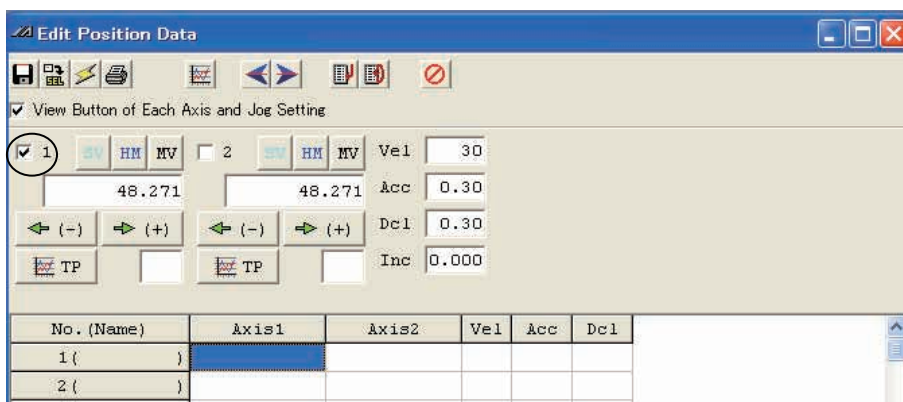 Edit Position Data
View Button of Each Axis and Jog Setting
1 SV HM MV 2 SV HM MV Vel 30
48.271 48.271 Acc 0.30
(-) (+) (-) (+) Dcl 0.30
TP TP Inc 0.000
No.(Name) Axis1 Axis2 Vel Acc Dcl
1( )
2( )